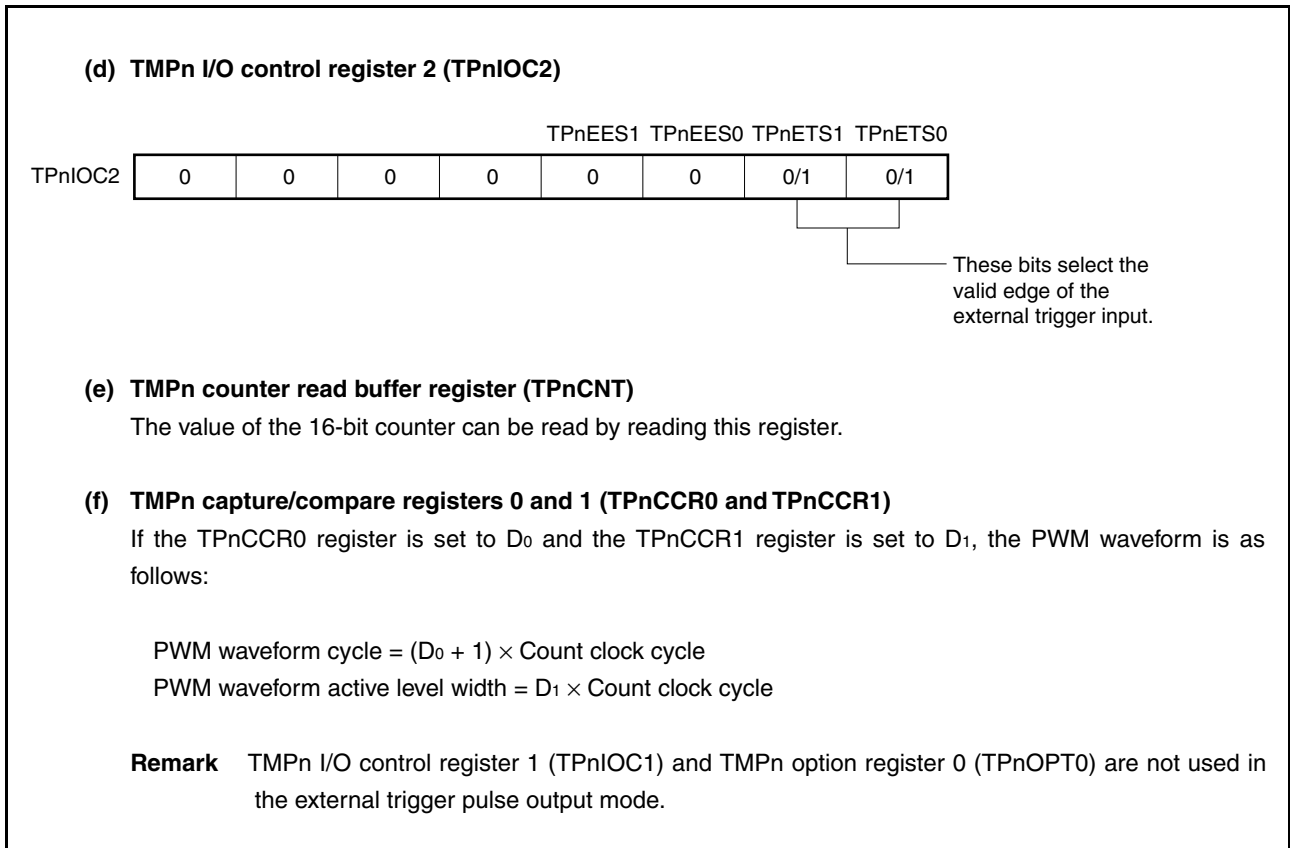 (d) TMPn I/O control register 2 (TPnIOC2)
TPnEES1 TPnEES0 TPnETS1 TPnETS0
TPnIOC2 0 0 0 0 0 0 0/1 0/1
These bits select the
valid edge of the
external trigger input.
(e) TMPn counter read buffer register (TPnCNT)
The value of the 16-bit counter can be read by reading this register.
(f) TMPn capture/compare registers 0 and 1 (TPnCCR0 and TPnCCR1)
If the TPnCCR0 register is set to D₀ and the TPnCCR1 register is set to D₁, the PWM waveform is as
follows:
PWM waveform cycle = (D₀ + 1) × Count clock cycle
PWM waveform active level width = D₁ × Count clock cycle
Remark TMPn I/O control register 1 (TPnIOC1) and TMPn option register 0 (TPnOPT0) are not used in
the external trigger pulse output mode.